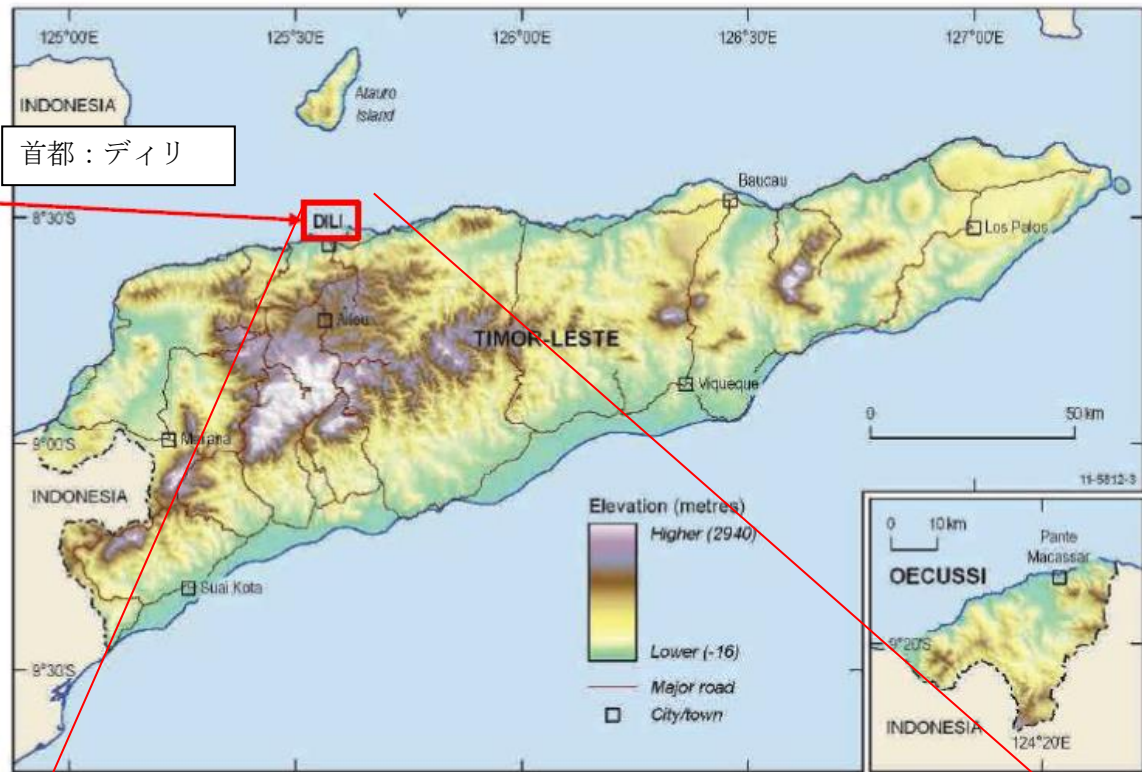 125°00'E
125°30'E
126°00'E
126°30'E
127°00'E
INDONESIA
Atauro
Island
首都：ディリ
8°30'S
DILI
Baucau
Los Palos
Aileu
TIMOR-LESTE
Viqueque
0 50 km
9°00'S
Maliana
INDONESIA
11-5812-3
Elevation (metres)
Higher (2940)
Lower (-16)
Major road
City/town
Suai Kota
9°30'S
0 10 km
Pante
Macassar
OECUSSI
9°20'S
INDONESIA
124°20'E